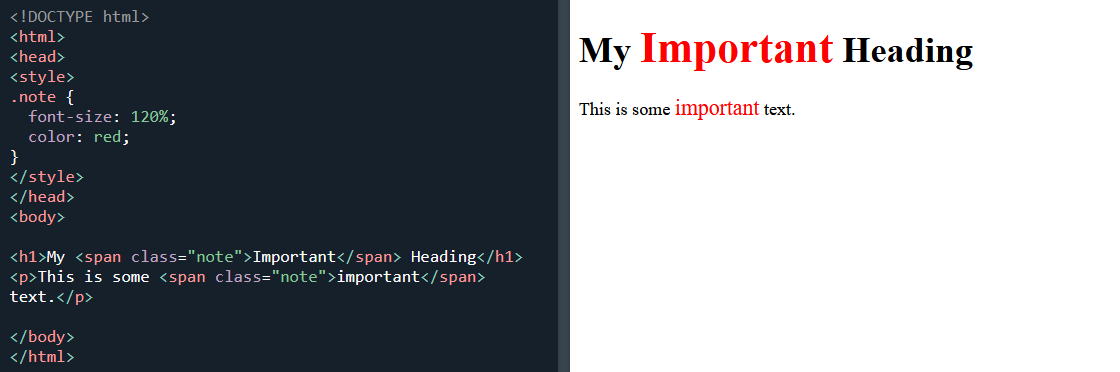 <!DOCTYPE html>
<html>
<head>
<style>
.note {
  font-size: 120%;
  color: red;
}
</style>
</head>
<body>

<h1>My <span class="note">Important</span> Heading</h1>
<p>This is some <span class="note">important</span>
text.</p>

</body>
</html>
My Important Heading
This is some important text.